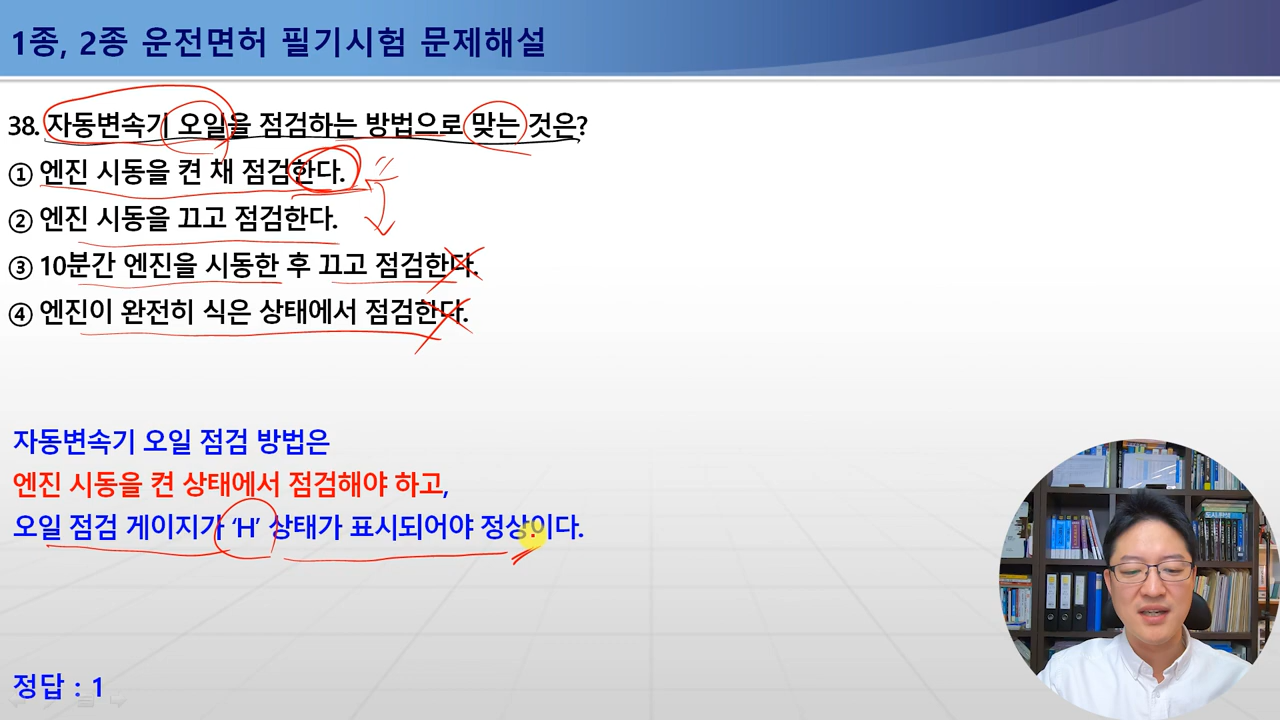 1종, 2종 운전면허 필기시험 문제해설
38. 자동변속기 오일을 점검하는 방법으로 맞는 것은?
① 엔진 시동을 켠 채 점검한다.
② 엔진 시동을 끄고 점검한다.
③ 10분간 엔진을 시동한 후 끄고 점검한다.
④ 엔진이 완전히 식은 상태에서 점검한다.
자동변속기 오일 점검 방법은
엔진 시동을 켠 상태에서 점검해야 하고,
오일 점검 게이지가 ‘H’ 상태가 표시되어야 정상이다.
정답 : 1